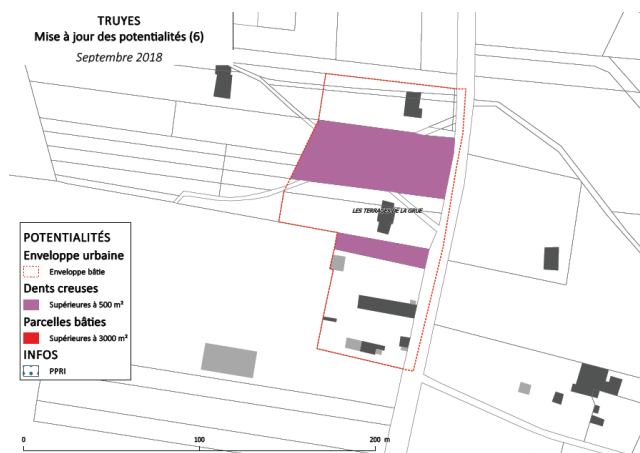 TRUYES
Mise à jour des potentialités (6)
Septembre 2018
LES TERRAGES DE LA GRUE
POTENTIALITÉS
Enveloppe urbaine
Enveloppe bâtie
Dents creuses
Supérieures à 500 m²
Parcelles bâties
Supérieures à 3000 m²
INFOS
PPRI
0 100 200 m